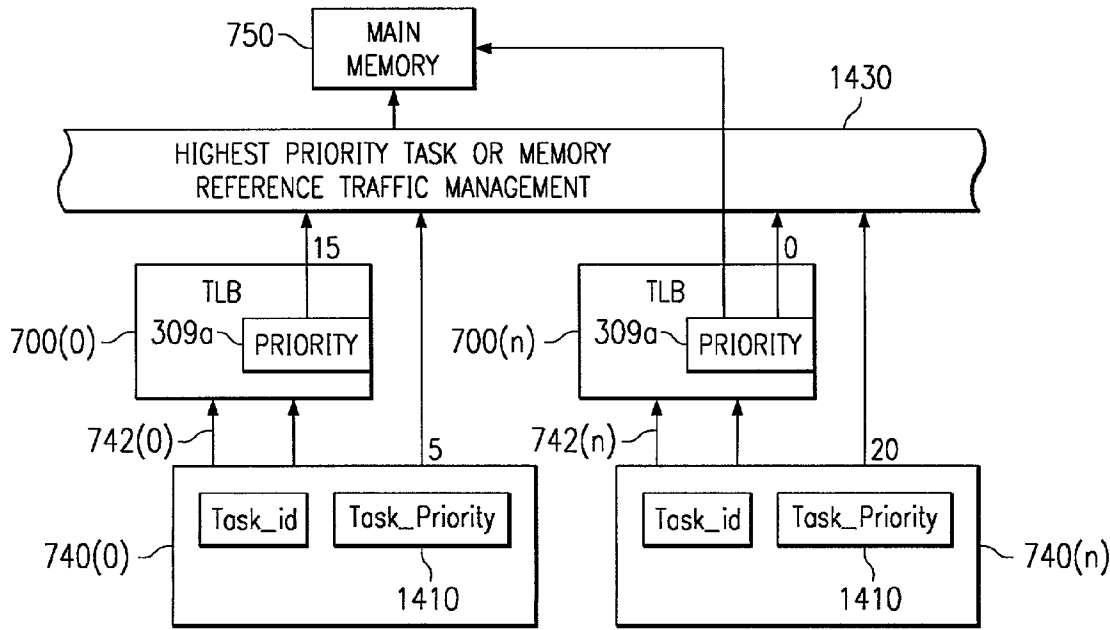 750
MAIN
MEMORY
1430
HIGHEST PRIORITY TASK OR MEMORY
REFERENCE TRAFFIC MANAGEMENT
15
0
TLB
TLB
700(0)
309a
PRIORITY
700(n)
309a
PRIORITY
742(0)
5
742(n)
20
Task_id
Task_Priority
Task_id
Task_Priority
740(0)
1410
1410
740(n)